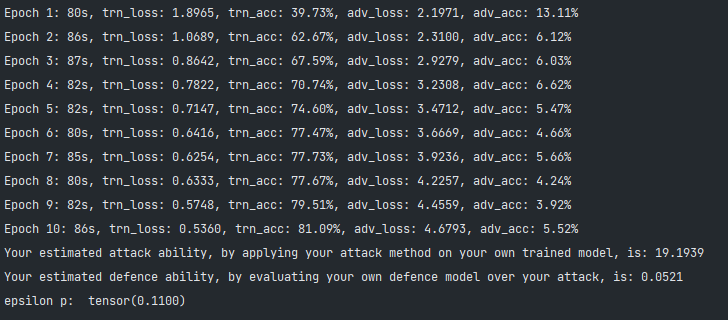 Epoch 1: 80s, trn_loss: 1.8965, trn_acc: 39.73%, adv_loss: 2.1971, adv_acc: 13.11%
Epoch 2: 86s, trn_loss: 1.0689, trn_acc: 62.67%, adv_loss: 2.3100, adv_acc: 6.12%
Epoch 3: 87s, trn_loss: 0.8642, trn_acc: 67.59%, adv_loss: 2.9279, adv_acc: 6.03%
Epoch 4: 82s, trn_loss: 0.7822, trn_acc: 70.74%, adv_loss: 3.2308, adv_acc: 6.62%
Epoch 5: 82s, trn_loss: 0.7147, trn_acc: 74.60%, adv_loss: 3.4712, adv_acc: 5.47%
Epoch 6: 80s, trn_loss: 0.6416, trn_acc: 77.47%, adv_loss: 3.6669, adv_acc: 4.66%
Epoch 7: 85s, trn_loss: 0.6254, trn_acc: 77.73%, adv_loss: 3.9236, adv_acc: 5.66%
Epoch 8: 80s, trn_loss: 0.6333, trn_acc: 77.67%, adv_loss: 4.2257, adv_acc: 4.24%
Epoch 9: 82s, trn_loss: 0.5748, trn_acc: 79.51%, adv_loss: 4.4559, adv_acc: 3.92%
Epoch 10: 86s, trn_loss: 0.5360, trn_acc: 81.09%, adv_loss: 4.6793, adv_acc: 5.52%
Your estimated attack ability, by applying your attack method on your own trained model, is: 19.1939
Your estimated defence ability, by evaluating your own defence model over your attack, is: 0.0521
epsilon p:  tensor(0.1100)